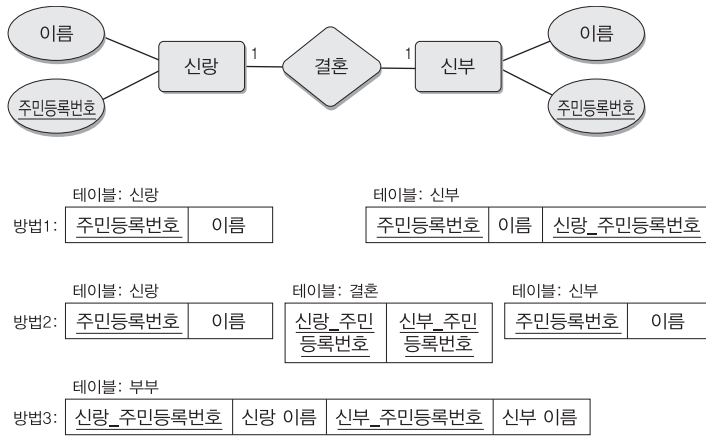 이름
이름
신랑
1
결혼
1
신부
주민등록번호
주민등록번호
테이블: 신랑
테이블: 신부
방법1:
주민등록번호
이름
주민등록번호
이름
신랑_주민등록번호
테이블: 신랑
테이블: 결혼
테이블: 신부
방법2:
주민등록번호
이름
신랑_주민
등록번호
신부_주민
등록번호
주민등록번호
이름
테이블: 부부
방법3:
신랑_주민등록번호
신랑 이름
신부_주민등록번호
신부 이름